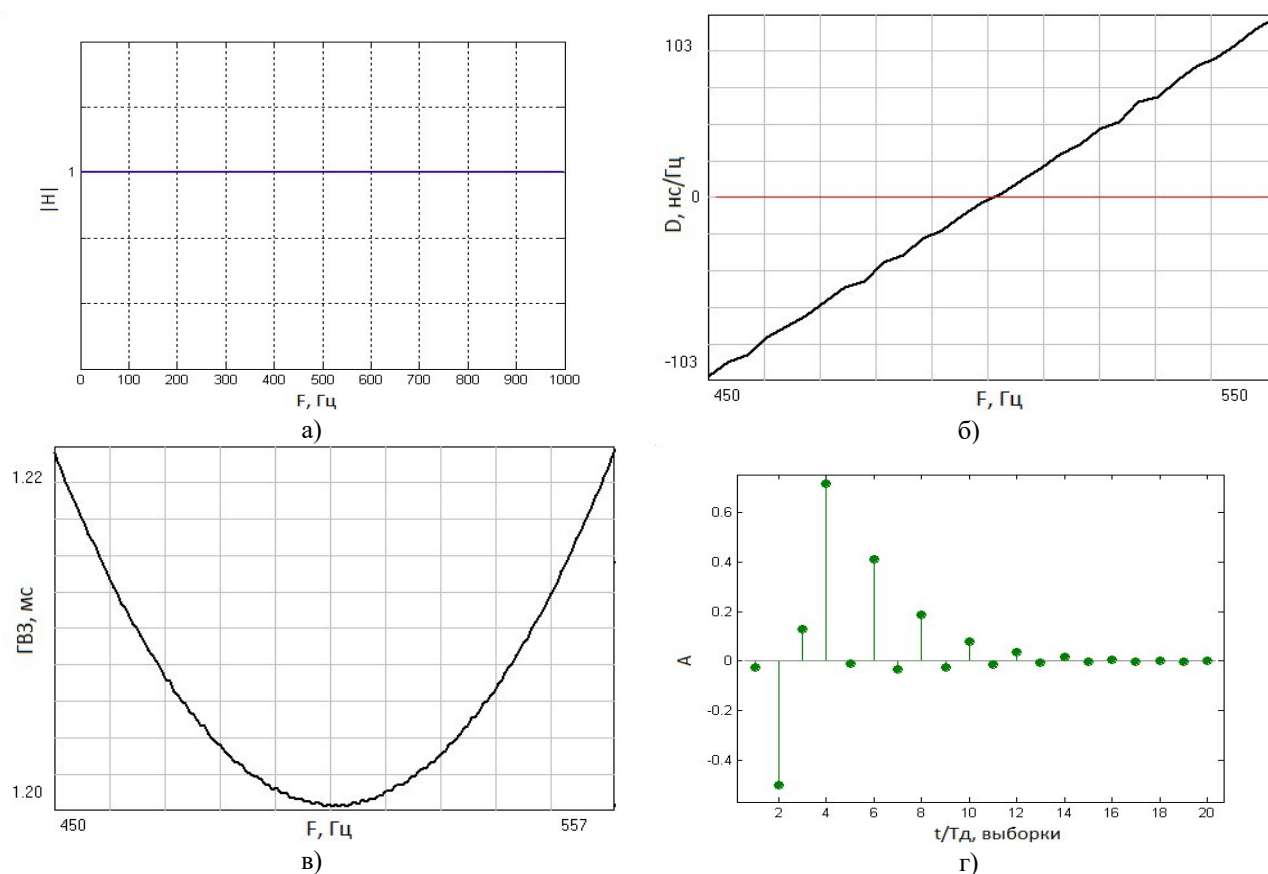 1
|H|
0 100 200 300 400 500 600 700 800 900 1000
F, Гц
а)
103
0
-103
D, нс/Гц
450 550
F, Гц
б)
1.22
1.20
ГВЗ, мс
450 557
F, Гц
в)
0.6
0.4
0.2
0
-0.2
-0.4
A
2 4 6 8 10 12 14 16 18 20
t/Tд, выборки
г)